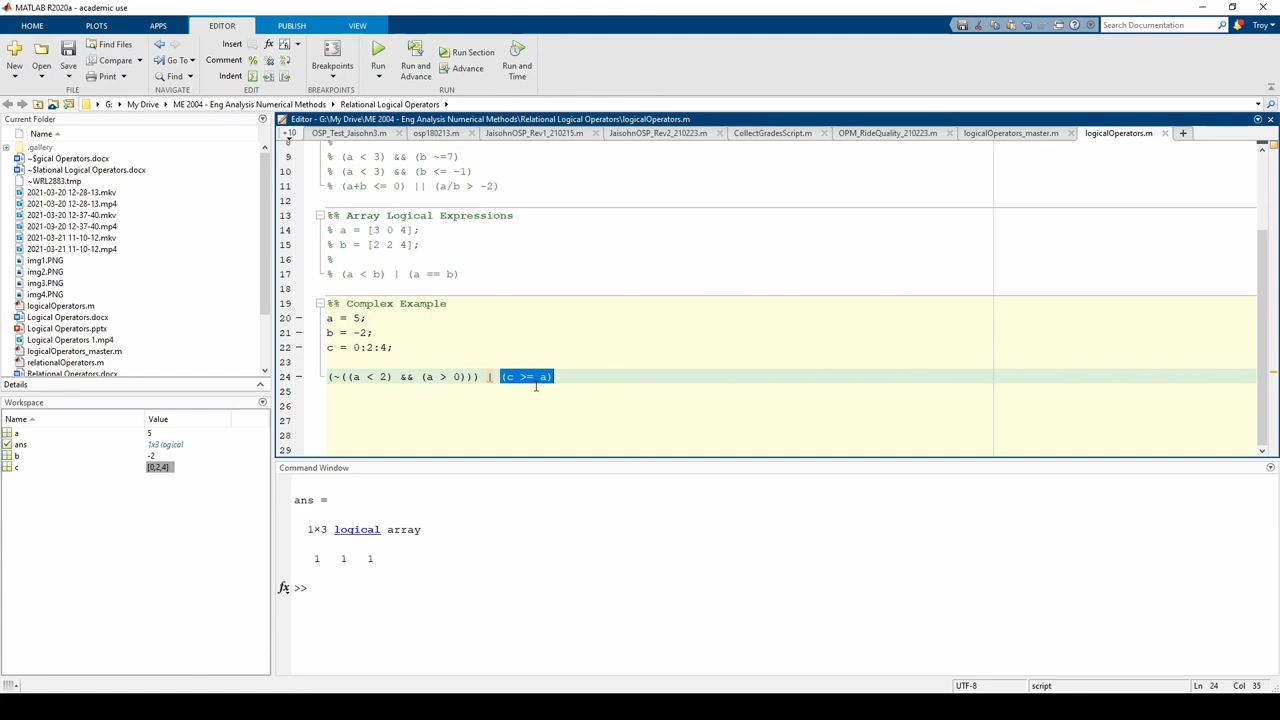 MATLAB R2020a - academic use
HOME PLOTS APPS EDITOR PUBLISH VIEW
Search Documentation Troy
New Open Save Find Files Compare Print
Go To Find
Insert fx
Comment
Indent
Breakpoints Run Run and Advance Run Section Advance Run and Time
FILE NAVIGATE EDIT BREAKPOINTS RUN
G: My Drive ME 2004 - Eng Analysis Numerical Methods Relational Logical Operators
Current Folder
Name
.gallery
~$gical Operators.docx
~$lational Logical Operators.docx
~WRL2883.tmp
2021-03-20 12-28-13.mkv
2021-03-20 12-28-13.mp4
2021-03-20 12-37-40.mkv
2021-03-20 12-37-40.mp4
2021-03-21 11-10-12.mkv
2021-03-21 11-10-12.mp4
img1.PNG
img2.PNG
img3.PNG
img4.PNG
logicalOperators.m
Logical Operators.docx
Logical Operators.pptx
Logical Operators 1.mp4
logicalOperators_master.m
relationalOperators.m
Relational Operators.docx
Details
Workspace
Name Value
a 5
ans 1x3 logical
b -2
c [0,2,4]
Editor - G:\My Drive\ME 2004 - Eng Analysis Numerical Methods\Relational Logical Operators\logicalOperators.m
+10 OSP_Test_Jaisohn3.m osp180213.m JaisohnOSP_Rev1_210215.m JaisohnOSP_Rev2_210223.m CollectGradesScript.m OPM_RideQuality_210223.m logicalOperators_master.m logicalOperators.m
8 %
9 % (a < 3) && (b ~=7)
10 % (a < 3) && (b <= -1)
11 % (a+b <= 0) || (a/b > -2)
12
13 %% Array Logical Expressions
14 % a = [3 0 4];
15 % b = [2 2 4];
16 %
17 % (a < b) | (a == b)
18
19 %% Complex Example
20 a = 5;
21 b = -2;
22 c = 0:2:4;
23
24 (~((a < 2) && (a > 0))) | (c >= a)
25
26
27
28
29
Command Window
ans =
1×3 logical array
1 1 1
fx >>
UTF-8 script Ln 24 Col 35